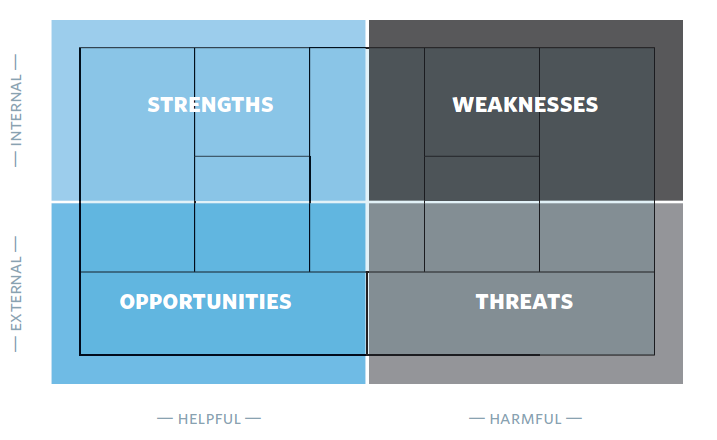 — INTERNAL —
STRENGTHS
WEAKNESSES
— EXTERNAL —
OPPORTUNITIES
THREATS
— HELPFUL —
— HARMFUL —